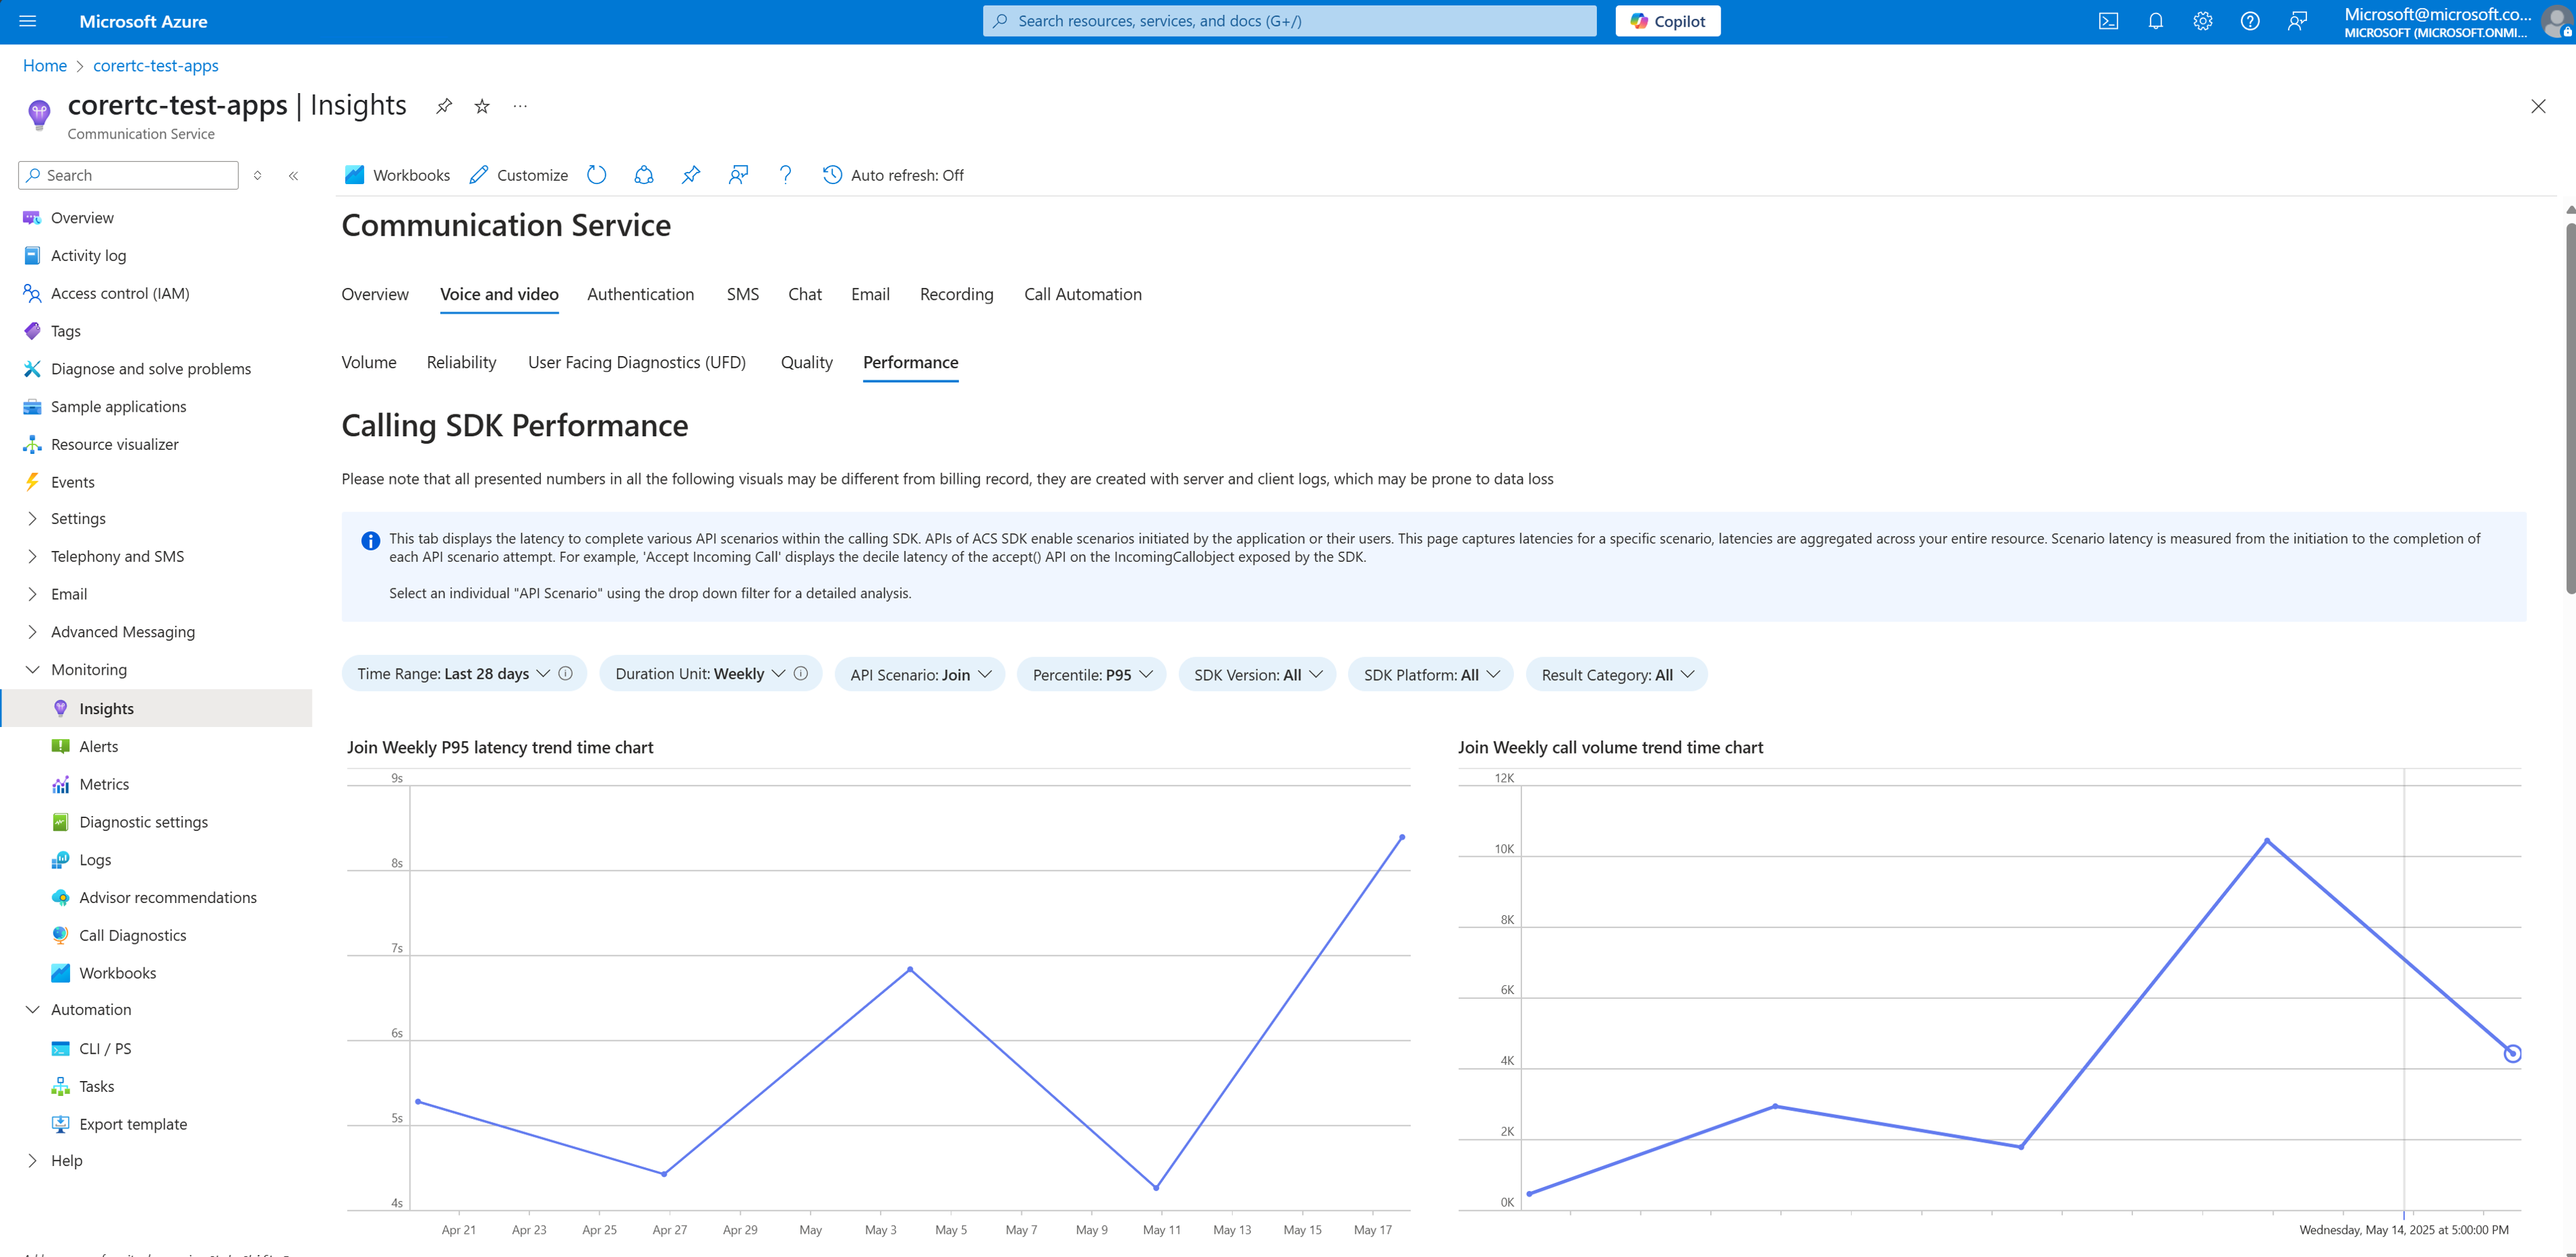 Microsoft Azure
Search resources, services, and docs (G+/)
Copilot
Microsoft@microsoft.co...
MICROSOFT (MICROSOFT.ONMI...
Home > corertc-test-apps
corertc-test-apps | Insights
Communication Service
Search
Overview
Activity log
Access control (IAM)
Tags
Diagnose and solve problems
Sample applications
Resource visualizer
Events
Settings
Telephony and SMS
Email
Advanced Messaging
Monitoring
Insights
Alerts
Metrics
Diagnostic settings
Logs
Advisor recommendations
Call Diagnostics
Workbooks
Automation
CLI / PS
Tasks
Export template
Help
Workbooks Customize Auto refresh: Off
Communication Service
Overview Voice and video Authentication SMS Chat Email Recording Call Automation
Volume Reliability User Facing Diagnostics (UFD) Quality Performance
Calling SDK Performance
Please note that all presented numbers in all the following visuals may be different from billing record, they are created with server and client logs, which may be prone to data loss
This tab displays the latency to complete various API scenarios within the calling SDK. APIs of ACS SDK enable scenarios initiated by the application or their users. This page captures latencies for a specific scenario, latencies are aggregated across your entire resource. Scenario latency is measured from the initiation to the completion of
each API scenario attempt. For example, 'Accept Incoming Call' displays the decile latency of the accept() API on the IncomingCallobject exposed by the SDK.
Select an individual "API Scenario" using the drop down filter for a detailed analysis.
Time Range: Last 28 days Duration Unit: Weekly API Scenario: Join Percentile: P95 SDK Version: All SDK Platform: All Result Category: All
Join Weekly P95 latency trend time chart
9s
8s
7s
6s
5s
4s
Apr 21 Apr 23 Apr 25 Apr 27 Apr 29 May May 3 May 5 May 7 May 9 May 11 May 13 May 15 May 17
Join Weekly call volume trend time chart
12K
10K
8K
6K
4K
2K
0K
Wednesday, May 14, 2025 at 5:00:00 PM